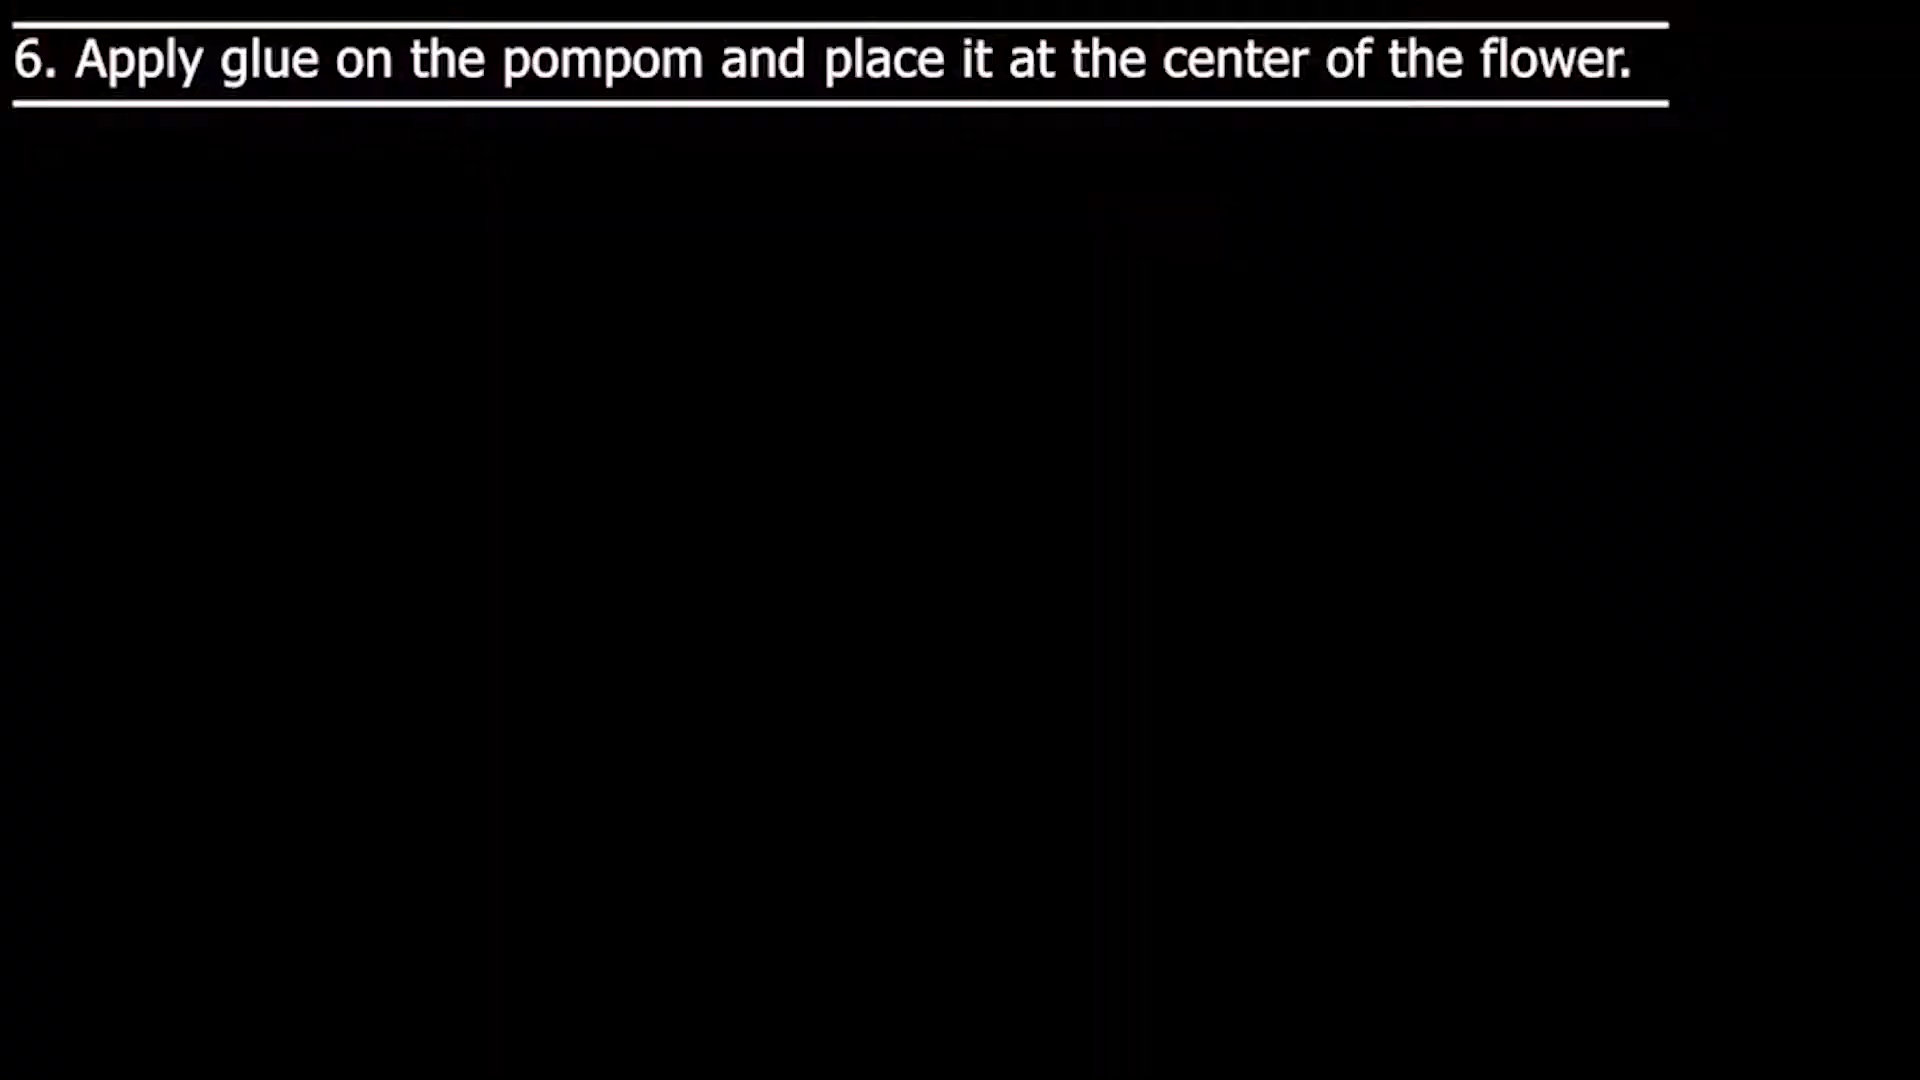 6. Apply glue on the pompom and place it at the center of the flower.